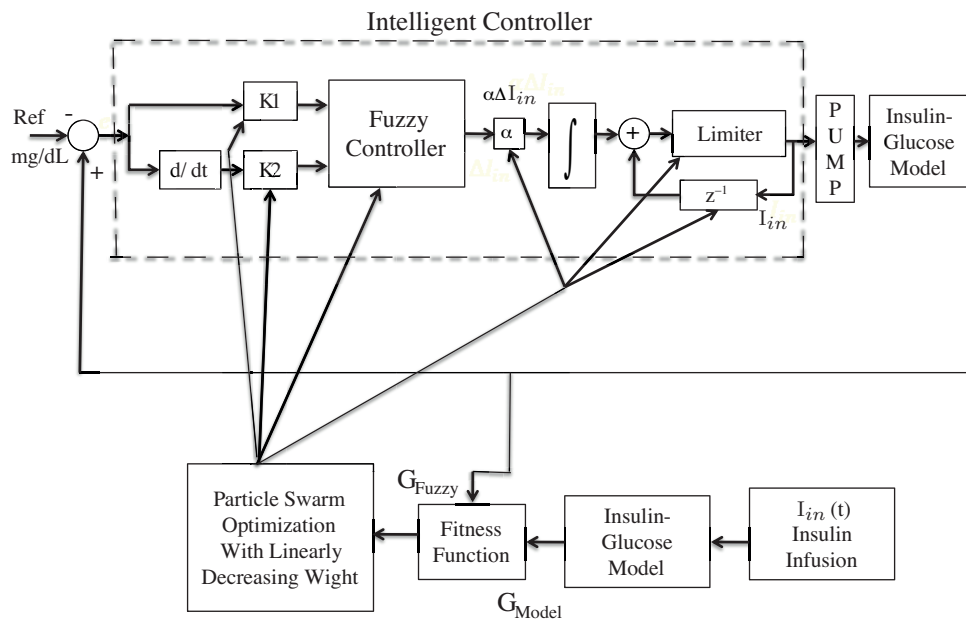 Intelligent Controller
Ref
mg/dL
-
+
K1
d/dt
K2
Fuzzy
Controller
αΔI_in
ΔI_in
α
∫
+
Limiter
z⁻¹
I_in
P
U
M
P
Insulin-
Glucose
Model
Particle Swarm
Optimization
With Linearly
Decreasing Wight
G_Fuzzy
Fitness
Function
G_Model
Insulin-
Glucose
Model
I_in (t)
Insulin
Infusion